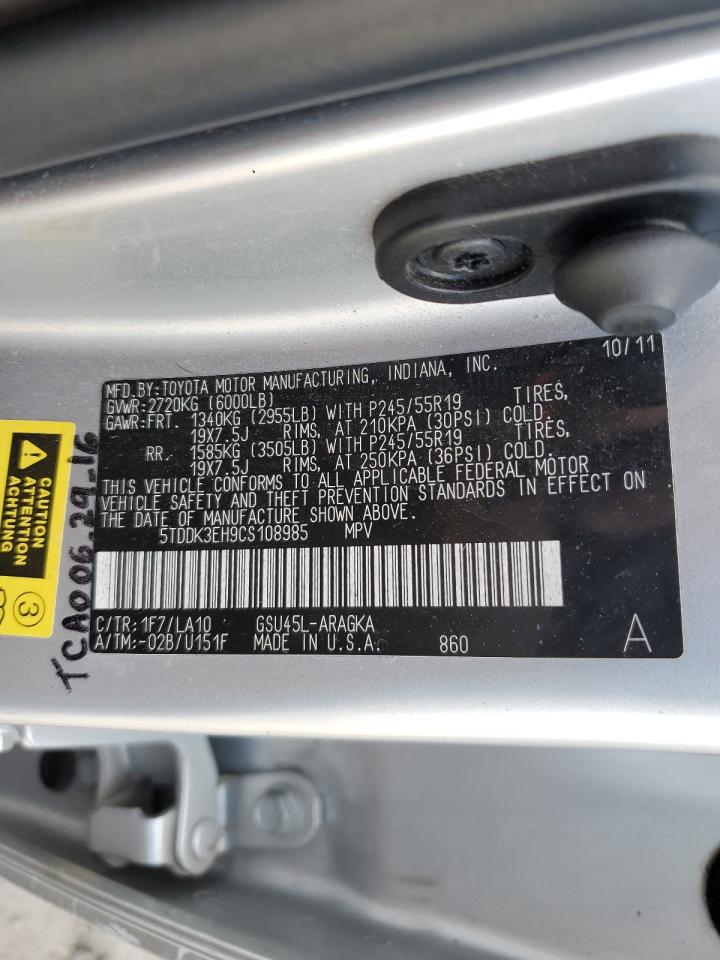 MFD.BY:TOYOTA MOTOR MANUFACTURING, INDIANA, INC. 10/11
GVWR:2720KG (6000LB)
GAWR:FRT. 1340KG (2955LB) WITH P245/55R19 TIRES,
19X7.5J RIMS, AT 210KPA (30PSI) COLD.
RR. 1585KG (3505LB) WITH P245/55R19 TIRES,
19X7.5J RIMS, AT 250KPA (36PSI) COLD.
THIS VEHICLE CONFORMS TO ALL APPLICABLE FEDERAL MOTOR
VEHICLE SAFETY AND THEFT PREVENTION STANDARDS IN EFFECT ON
THE DATE OF MANUFACTURE SHOWN ABOVE.
5TDDK3EH9CS108985 MPV
C/TR:1F7/LA10 GSU45L-ARAGKA
A/TM:-02B/U151F MADE IN U.S.A. 860 A
CAUTION
ATTENTION
ACHTUNG
3
TCA006.29.16